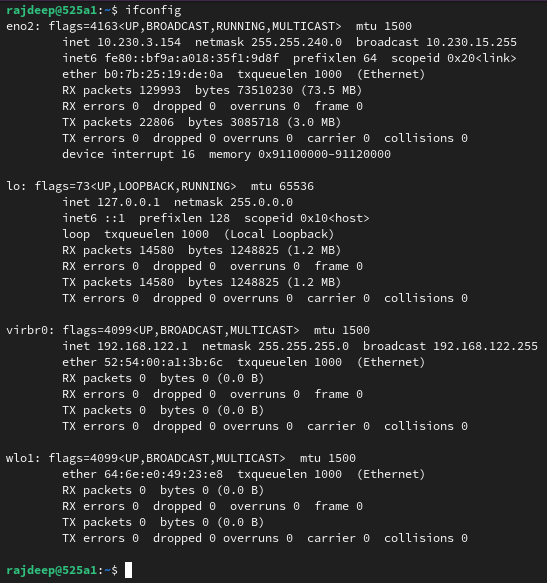 rajdeep@525a1:~$ ifconfig
eno2: flags=4163<UP,BROADCAST,RUNNING,MULTICAST>  mtu 1500
        inet 10.230.3.154  netmask 255.255.240.0  broadcast 10.230.15.255
        inet6 fe80::bf9a:a018:35f1:9d8f  prefixlen 64  scopeid 0x20<link>
        ether b0:7b:25:19:de:0a  txqueuelen 1000  (Ethernet)
        RX packets 129993  bytes 73510230 (73.5 MB)
        RX errors 0  dropped 0  overruns 0  frame 0
        TX packets 22806  bytes 3085718 (3.0 MB)
        TX errors 0  dropped 0 overruns 0  carrier 0  collisions 0
        device interrupt 16  memory 0x91100000-91120000

lo: flags=73<UP,LOOPBACK,RUNNING>  mtu 65536
        inet 127.0.0.1  netmask 255.0.0.0
        inet6 ::1  prefixlen 128  scopeid 0x10<host>
        loop  txqueuelen 1000  (Local Loopback)
        RX packets 14580  bytes 1248825 (1.2 MB)
        RX errors 0  dropped 0  overruns 0  frame 0
        TX packets 14580  bytes 1248825 (1.2 MB)
        TX errors 0  dropped 0 overruns 0  carrier 0  collisions 0

virbr0: flags=4099<UP,BROADCAST,MULTICAST>  mtu 1500
        inet 192.168.122.1  netmask 255.255.255.0  broadcast 192.168.122.255
        ether 52:54:00:a1:3b:6c  txqueuelen 1000  (Ethernet)
        RX packets 0  bytes 0 (0.0 B)
        RX errors 0  dropped 0  overruns 0  frame 0
        TX packets 0  bytes 0 (0.0 B)
        TX errors 0  dropped 0 overruns 0  carrier 0  collisions 0

wlo1: flags=4099<UP,BROADCAST,MULTICAST>  mtu 1500
        ether 64:6e:e0:49:23:e8  txqueuelen 1000  (Ethernet)
        RX packets 0  bytes 0 (0.0 B)
        RX errors 0  dropped 0  overruns 0  frame 0
        TX packets 0  bytes 0 (0.0 B)
        TX errors 0  dropped 0 overruns 0  carrier 0  collisions 0

rajdeep@525a1:~$